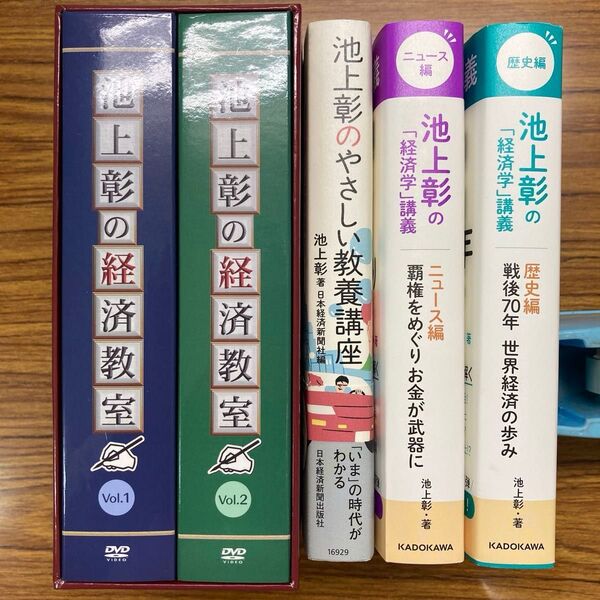 池上彰の経済教室
Vol.1
DVD
VIDEO
池上彰の経済教室
Vol.2
DVD
VIDEO
池上彰のやさしい教養講座
池上彰 著 日本経済新聞社編
「いま」の時代が
わかる
日本経済新聞出版社
16929
義
ニュース
編
池上彰の
「経済学」講義
ニュース編
覇権をめぐりお金が武器に
池上彰・著
KADOKAWA
義
歴史編
池上彰の
「経済学」講義
歴史編
戦後70年 世界経済の歩み
池上彰・著
KADOKAWA